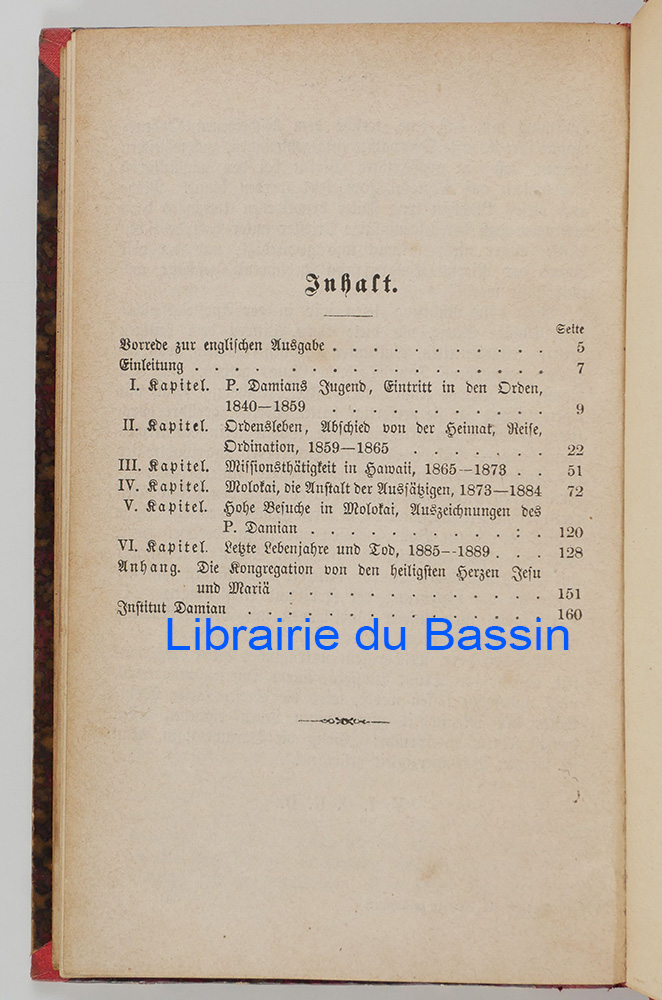 Inhalt.
Seite
Vorrede zur englischen Ausgabe . . . . . . . . . . . 5
Einleitung . . . . . . . . . . . . . . . . . 7
I. Kapitel. P. Damians Jugend, Eintritt in den Orden,
1840—1859 . . . . . . . . . . . 9
II. Kapitel. Ordensleben, Abschied von der Heimat, Reise,
Ordination, 1859—1865 . . . . . . . 22
III. Kapitel. Missionsthätigkeit in Hawaii, 1865—1873 . . 51
IV. Kapitel. Molokai, die Anstalt der Aussätzigen, 1873—1884 72
V. Kapitel. Hohe Besuche in Molokai, Auszeichnungen des
P. Damian . . . . . . . . . . : . 120
VI. Kapitel. Letzte Lebenjahre und Tod, 1885--1889 . . . 128
Anhang. Die Kongregation von den heiligsten Herzen Jesu
und Mariä . . . . . . . . . . . . . 151
Institut Damian . . . . . . . . . . . . . . . 160
Librairie du Bassin